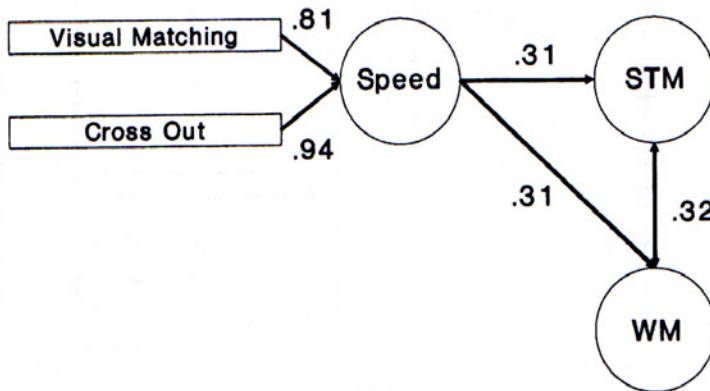 Visual Matching
.81
Speed
.31
STM
Cross Out
.94
.31
.32
WM